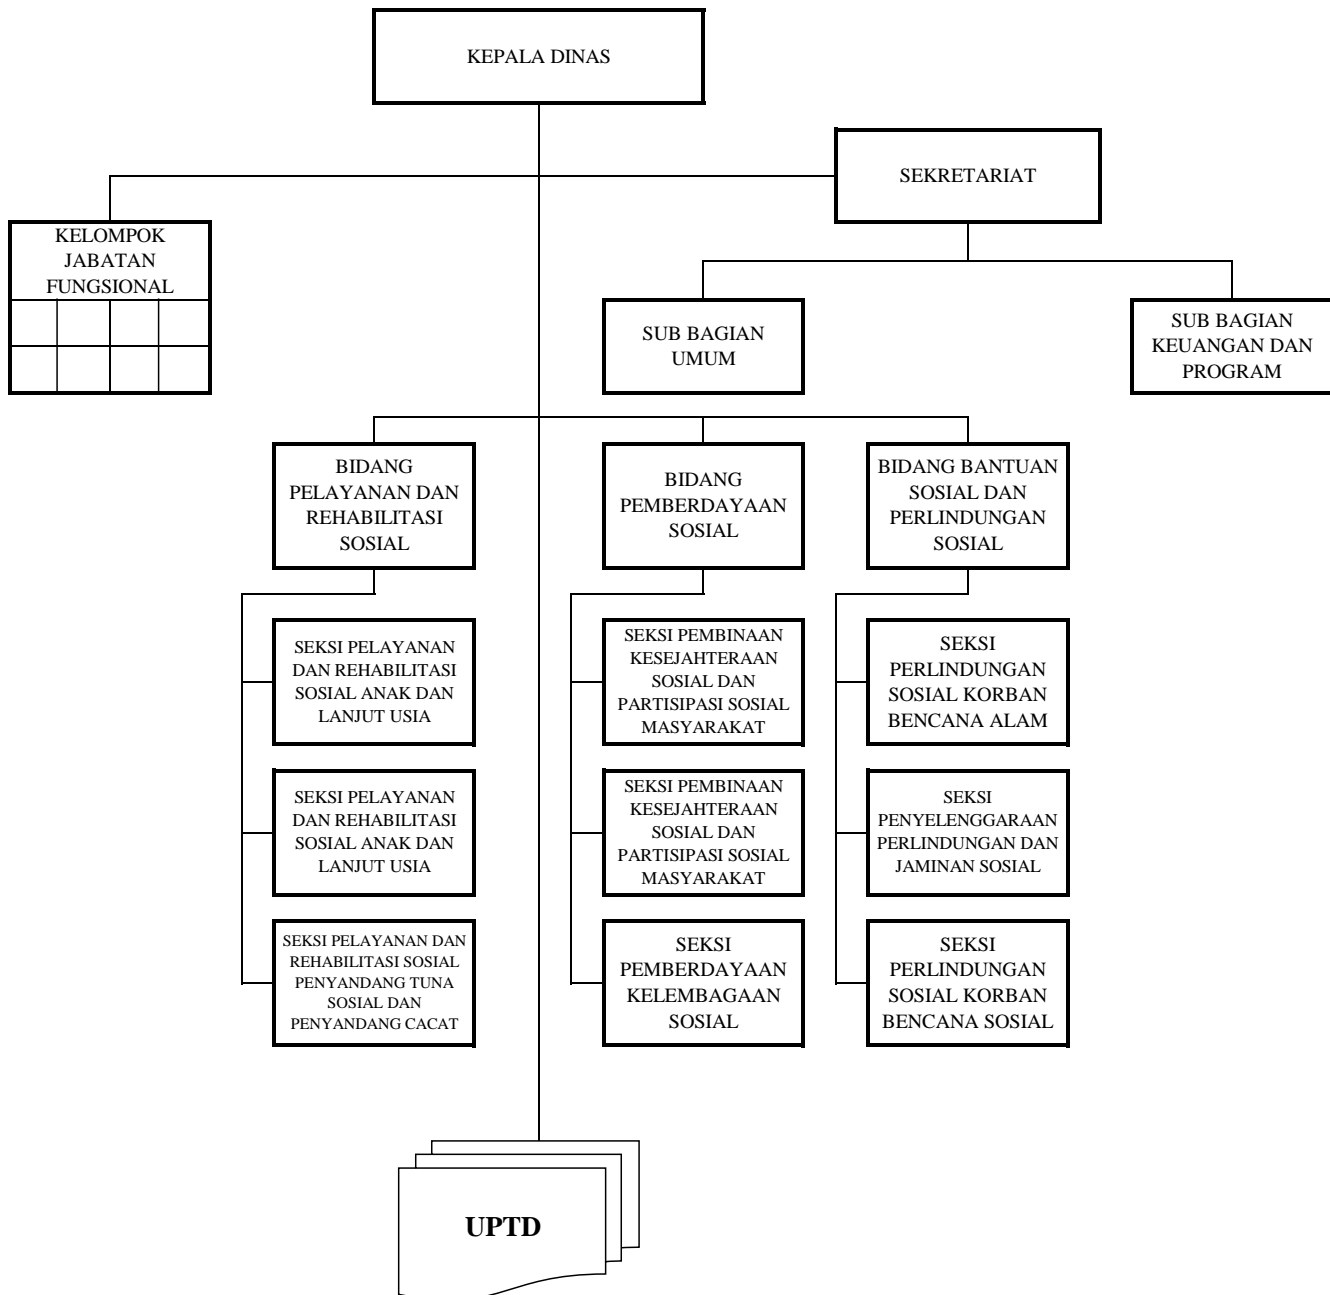 KEPALA DINAS
SEKRETARIAT
KELOMPOK
JABATAN
FUNGSIONAL
SUB BAGIAN
UMUM
SUB BAGIAN
KEUANGAN DAN
PROGRAM
BIDANG
PELAYANAN DAN
REHABILITASI
SOSIAL
BIDANG
PEMBERDAYAAN
SOSIAL
BIDANG BANTUAN
SOSIAL DAN
PERLINDUNGAN
SOSIAL
SEKSI PELAYANAN
DAN REHABILITASI
SOSIAL ANAK DAN
LANJUT USIA
SEKSI PEMBINAAN
KESEJAHTERAAN
SOSIAL DAN
PARTISIPASI SOSIAL
MASYARAKAT
SEKSI
PERLINDUNGAN
SOSIAL KORBAN
BENCANA ALAM
SEKSI PELAYANAN
DAN REHABILITASI
SOSIAL ANAK DAN
LANJUT USIA
SEKSI PEMBINAAN
KESEJAHTERAAN
SOSIAL DAN
PARTISIPASI SOSIAL
MASYARAKAT
SEKSI
PENYELENGGARAAN
PERLINDUNGAN DAN
JAMINAN SOSIAL
SEKSI PELAYANAN DAN
REHABILITASI SOSIAL
PENYANDANG TUNA
SOSIAL DAN
PENYANDANG CACAT
SEKSI
PEMBERDAYAAN
KELEMBAGAAN
SOSIAL
SEKSI
PERLINDUNGAN
SOSIAL KORBAN
BENCANA SOSIAL
UPTD